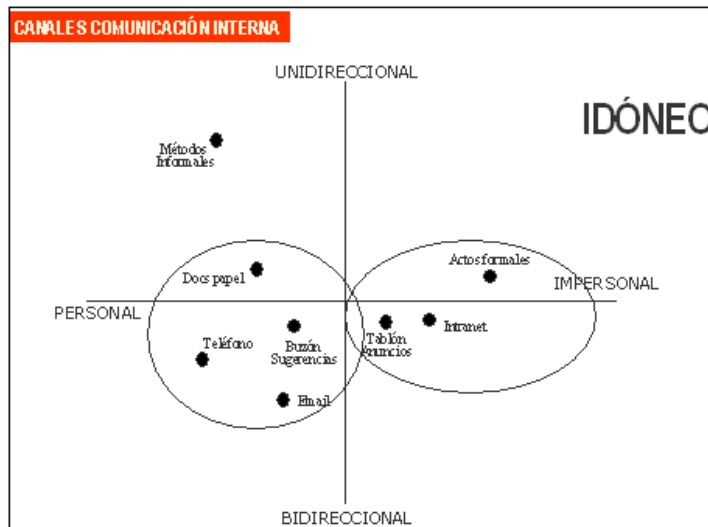 CANALES COMUNICACIÓN INTERNA
UNIDIRECCIONAL
IDÓNEO
Métodos
Informales
Actos formales
Docs papel
IMPERSONAL
PERSONAL
Teléfono
Buzón
Sugerencias
Tablón
Anuncios
Intranet
Email
BIDIRECCIONAL